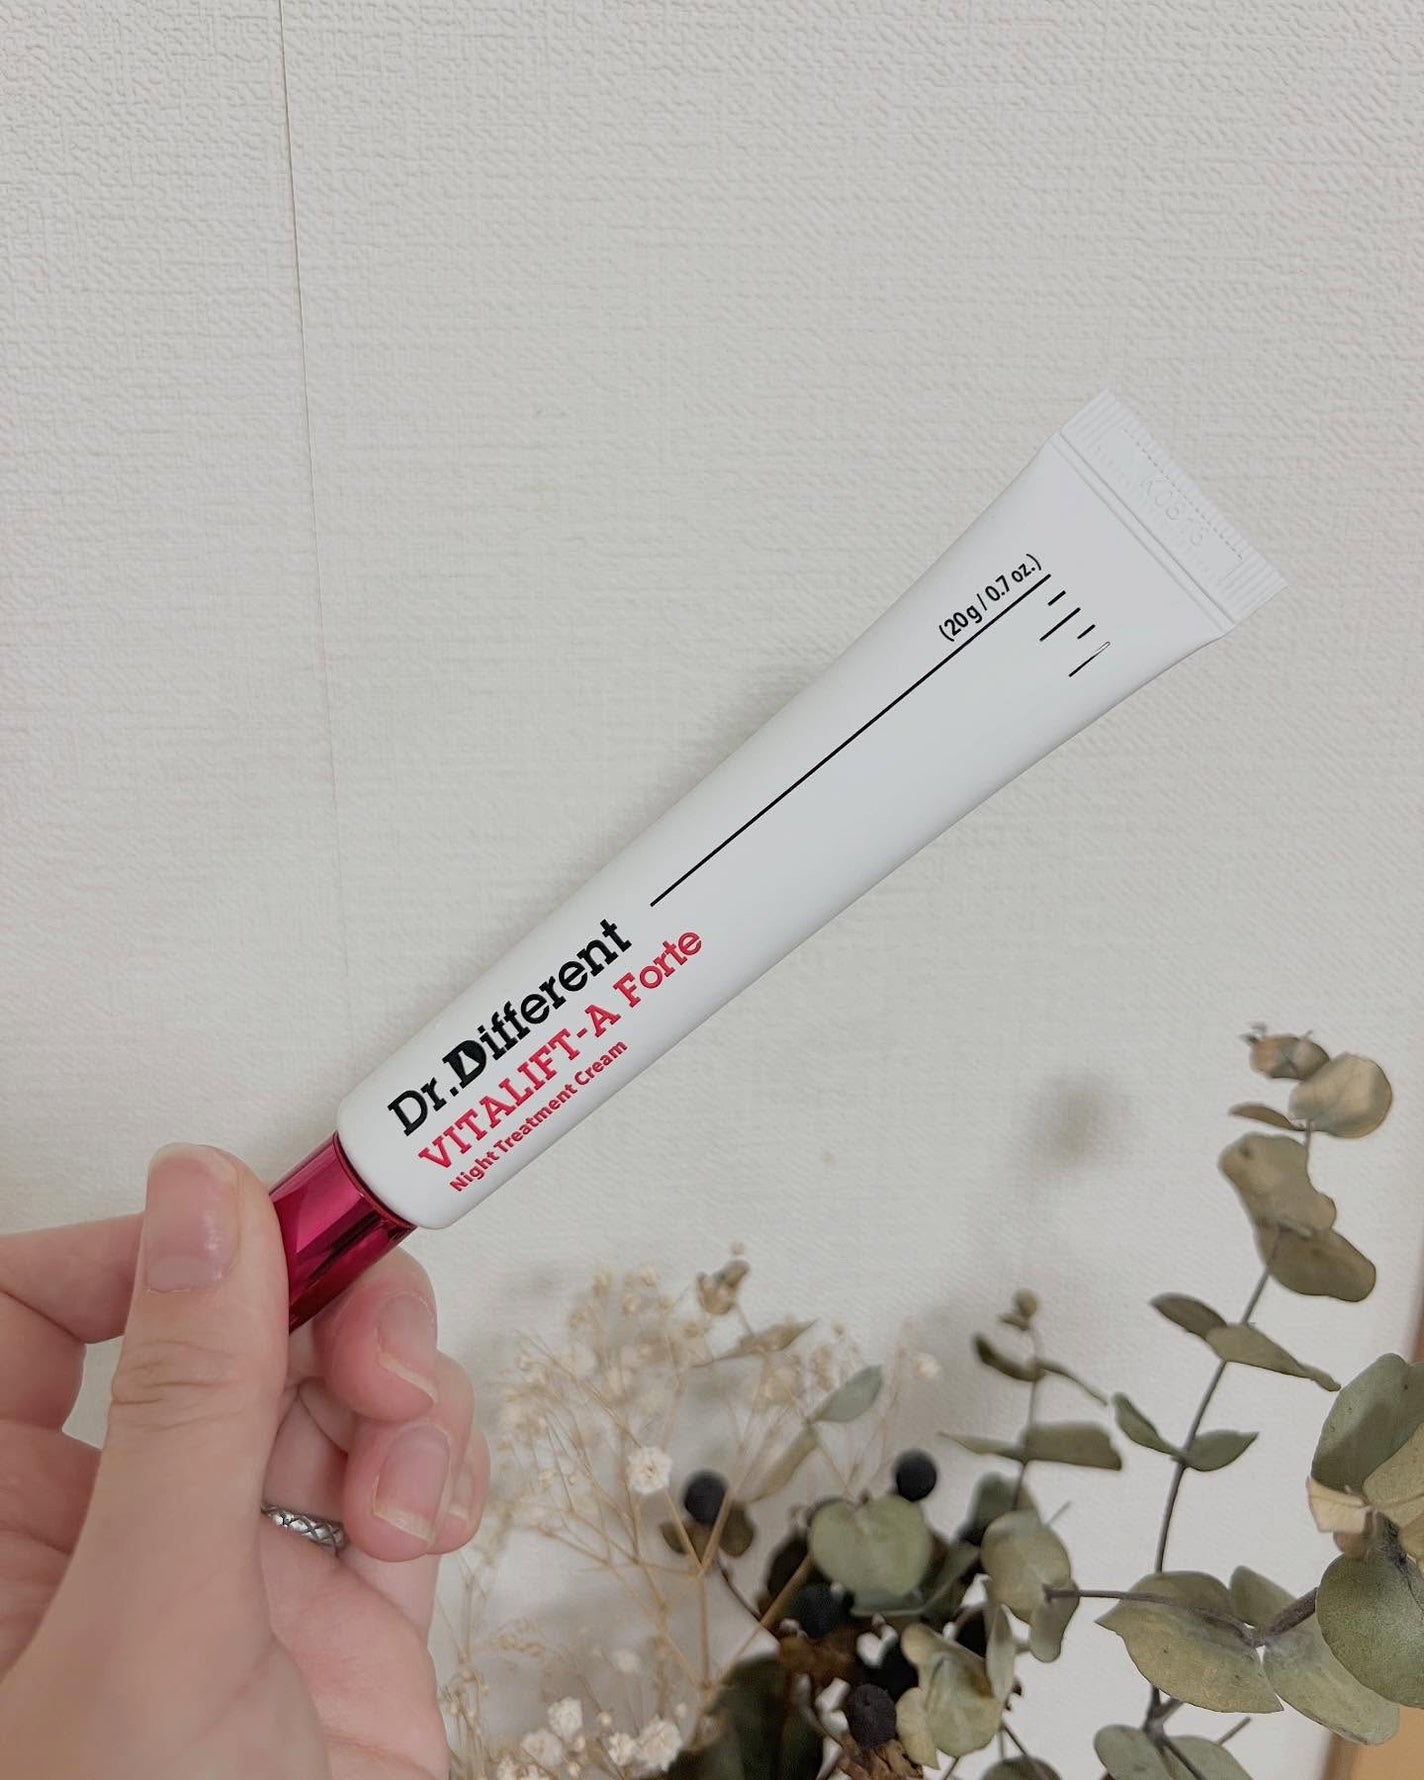 Dr.Different
VITALIFT-A Forte
Night Treatment Cream
(20g / 0.7 oz.)